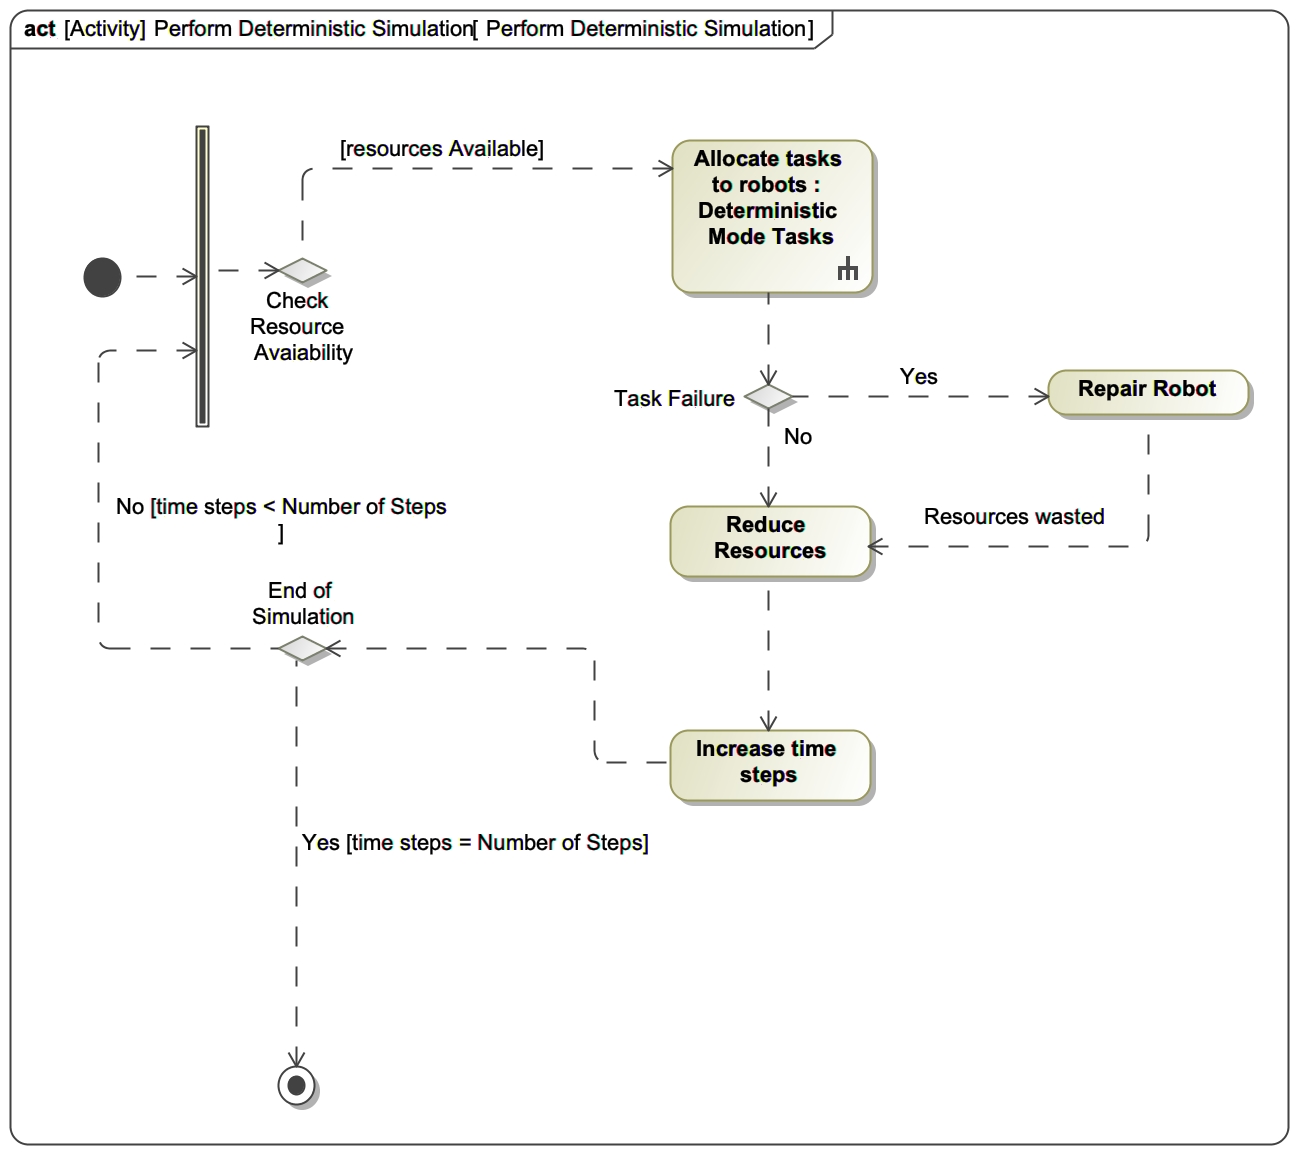 act [Activity] Perform Deterministic Simulation[ Perform Deterministic Simulation]
[resources Available]
Allocate tasks
to robots :
Deterministic
Mode Tasks
Check
Resource
Avaiability
Task Failure
Yes
Repair Robot
No
No [time steps < Number of Steps
]
Reduce
Resources
Resources wasted
End of
Simulation
Increase time
steps
Yes [time steps = Number of Steps]